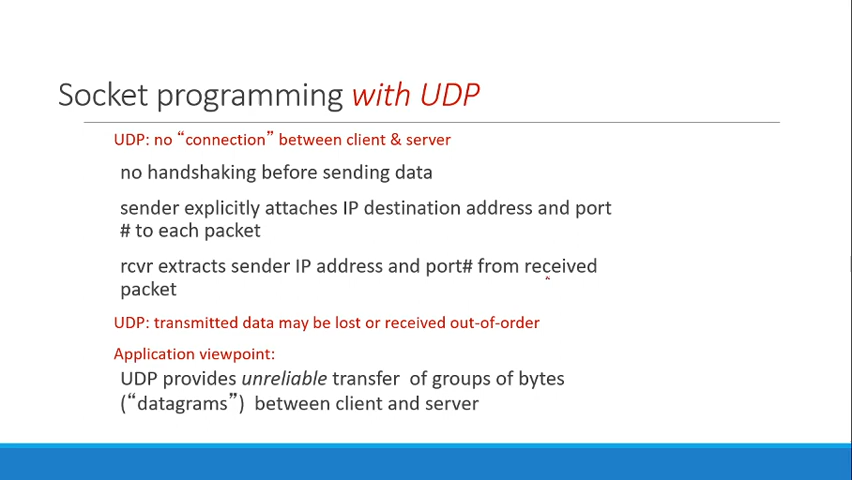 Socket programming with UDP
UDP: no “connection” between client & server
no handshaking before sending data
sender explicitly attaches IP destination address and port
# to each packet
rcvr extracts sender IP address and port# from received
packet
UDP: transmitted data may be lost or received out-of-order
Application viewpoint:
UDP provides unreliable transfer of groups of bytes
(“datagrams”) between client and server